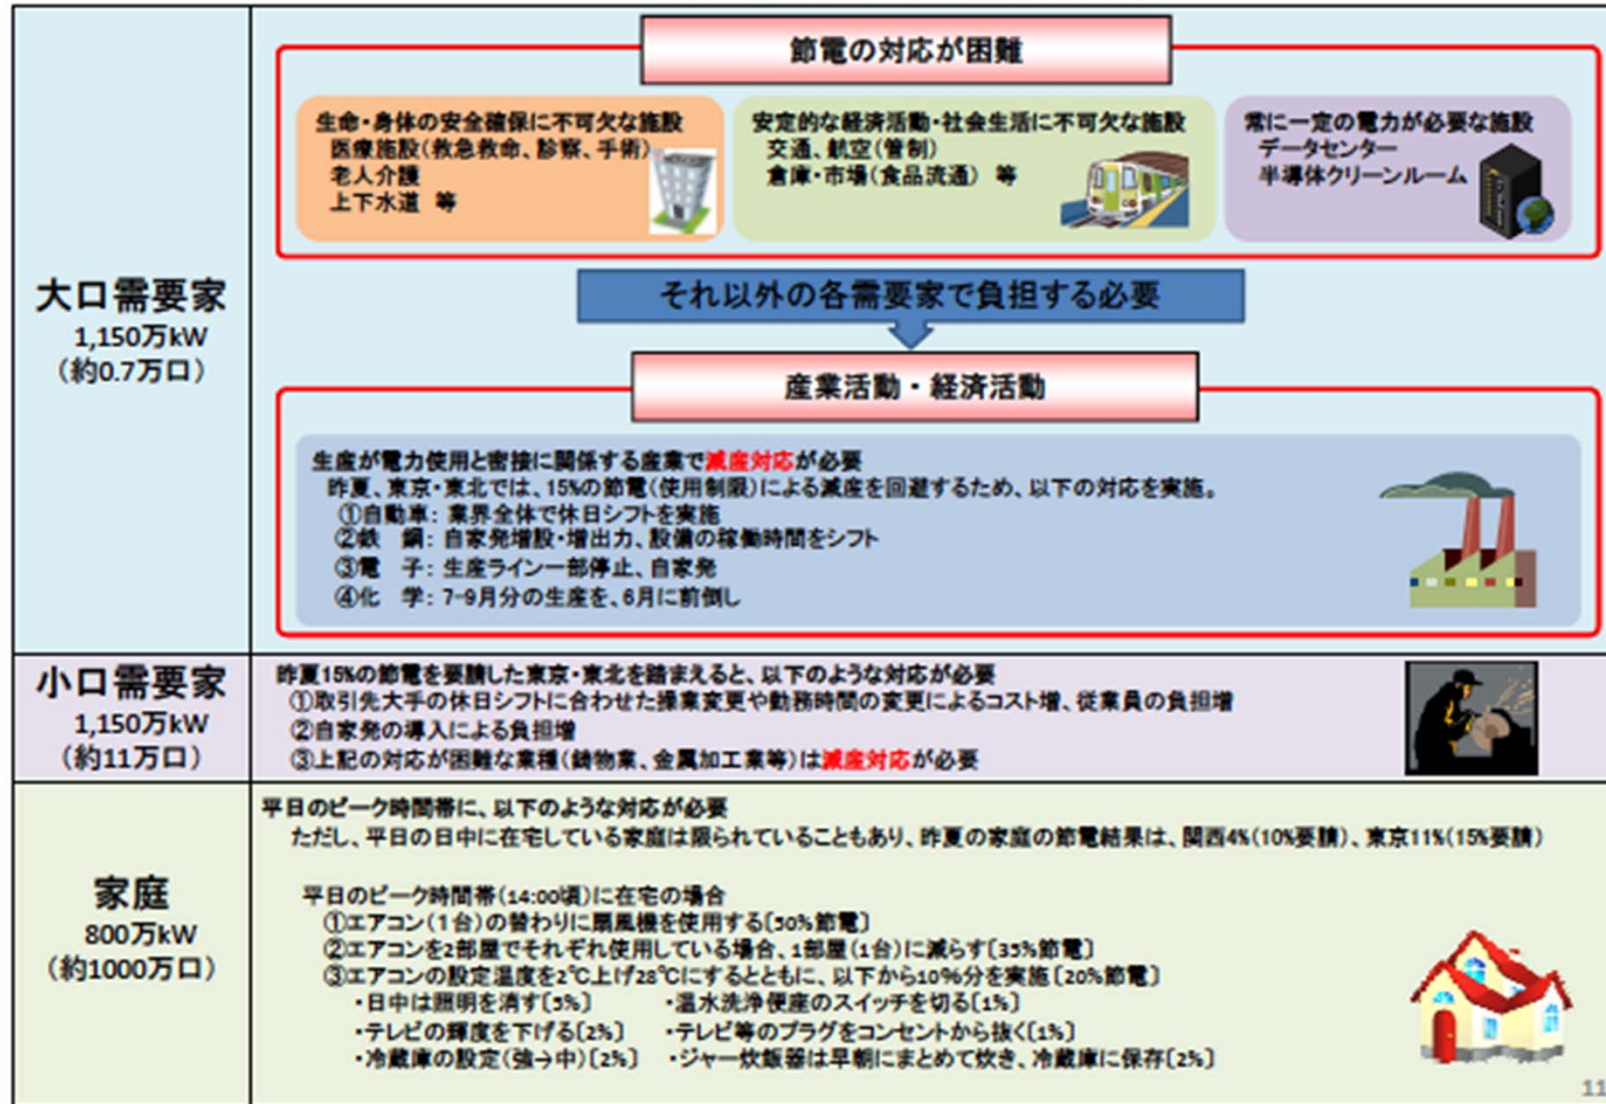 節電の対応が困難
生命・身体の安全確保に不可欠な施設
医療施設(救急救命、診察、手術)
老人介護
上下水道 等
安定的な経済活動・社会生活に不可欠な施設
交通、航空(管制)
倉庫・市場(食品流通) 等
常に一定の電力が必要な施設
データセンター
半導体クリーンルーム
大口需要家
1,150万kW
(約0.7万口)
それ以外の各需要家で負担する必要
産業活動・経済活動
生産が電力使用と密接に関係する産業で減産対応が必要
昨夏、東京・東北では、15%の節電(使用制限)による減産を回避するため、以下の対応を実施。
①自動車: 業界全体で休日シフトを実施
②鉄 鋼: 自家発増設・増出力、設備の稼働時間をシフト
③電 子: 生産ライン一部停止、自家発
④化 学: 7-9月分の生産を、6月に前倒し
小口需要家
1,150万kW
(約11万口)
昨夏15%の節電を要請した東京・東北を踏まえると、以下のような対応が必要
①取引先大手の休日シフトに合わせた操業変更や勤務時間の変更によるコスト増、従業員の負担増
②自家発の導入による負担増
③上記の対応が困難な業種(鋳物業、金属加工業等)は減産対応が必要
家庭
800万kW
(約1000万口)
平日のピーク時間帯に、以下のような対応が必要
ただし、平日の日中に在宅している家庭は限られていることもあり、昨夏の家庭の節電結果は、関西4%(10%要請)、東京11%(15%要請)
平日のピーク時間帯(14:00頃)に在宅の場合
①エアコン(1台)の替わりに扇風機を使用する〔50%節電〕
②エアコンを2部屋でそれぞれ使用している場合、1部屋(1台)に減らす〔35%節電〕
③エアコンの設定温度を2℃上げ28℃にするとともに、以下から10%分を実施〔20%節電〕
・日中は照明を消す〔5%〕 ・温水洗浄便座のスイッチを切る〔1%〕
・テレビの輝度を下げる〔2%〕 ・テレビ等のプラグをコンセントから抜く〔1%〕
・冷蔵庫の設定(強→中)〔2%〕 ・ジャー炊飯器は早朝にまとめて炊き、冷蔵庫に保存〔2%〕
11